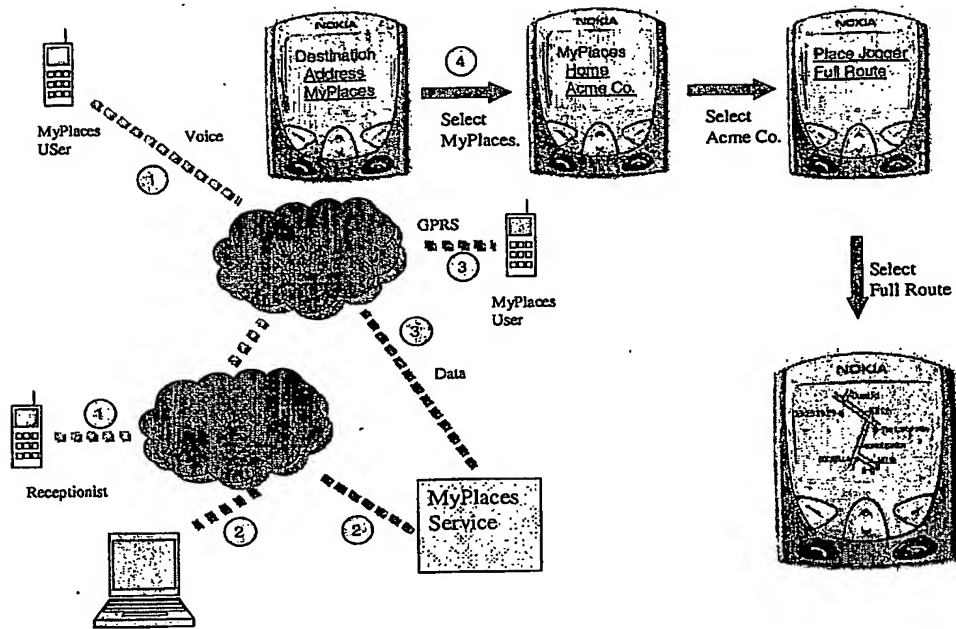 NOKIA
Destination
Address
MyPlaces
4
Select
MyPlaces.
NOKIA
MyPlaces
Home
Acme Co.
Select
Acme Co.
NOKIA
Place Jogger
Full Route
MyPlaces
USer
Voice
1
GPRS
3
MyPlaces
User
Select
Full Route
3
Data
1
Receptionist
2
2
MyPlaces
Service
NOKIA